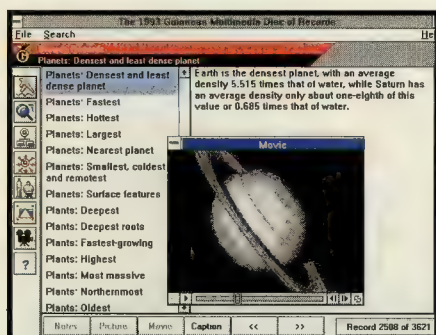 The 1993 Guinness Multimedia Disc of Records
File Search He
G
Planets: Densest and least dense planet
Planets: Densest and least
dense planet
Planets: Fastest
Planets: Hottest
Planets: Largest
Planets: Nearest planet
Planets: Smallest, coldest
and remotest
Planets: Surface features
Plants: Deepest
Plants: Deepest roots
Plants: Fastest-growing
Plants: Highest
Plants: Most massive
Plants: Northernmost
Plants: Oldest
Earth is the densest planet, with an average
density 5.515 times that of water, while Saturn has
an average density only about one-eighth of this
value or 0.685 times that of water.
Movie
?
Notes Picture Movie Caption << >> Record 2508 of 3621